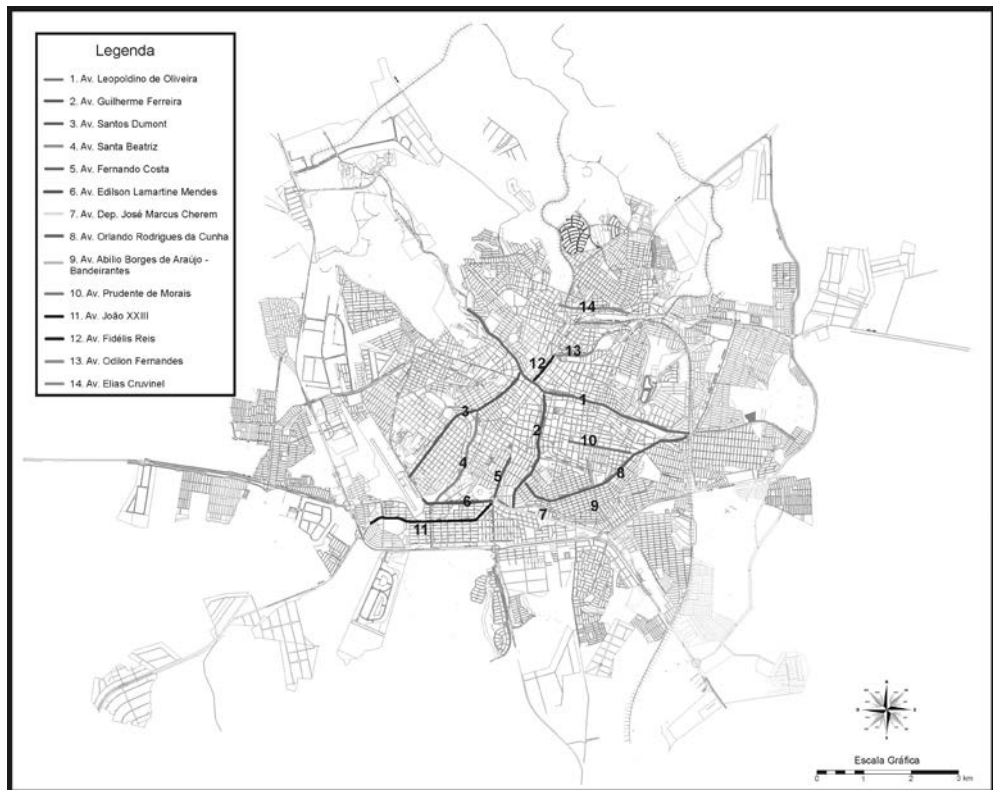 Legenda
1. Av. Leopoldino de Oliveira
2. Av. Guilherme Ferreira
3. Av. Santos Dumont
4. Av. Santa Beatriz
5. Av. Fernando Costa
6. Av. Edilson Lamartine Mendes
7. Av. Dep. José Marcus Cherem
8. Av. Orlando Rodrigues da Cunha
9. Av. Abílio Borges de Araújo -
Bandeirantes
10. Av. Prudente de Morais
11. Av. João XXIII
12. Av. Fidélis Reis
13. Av. Odilon Fernandes
14. Av. Elias Cruvinel
14
13
12
1
3
2
10
4
5
8
6
9
7
11
Escala Gráfica
0 1 2 3 km